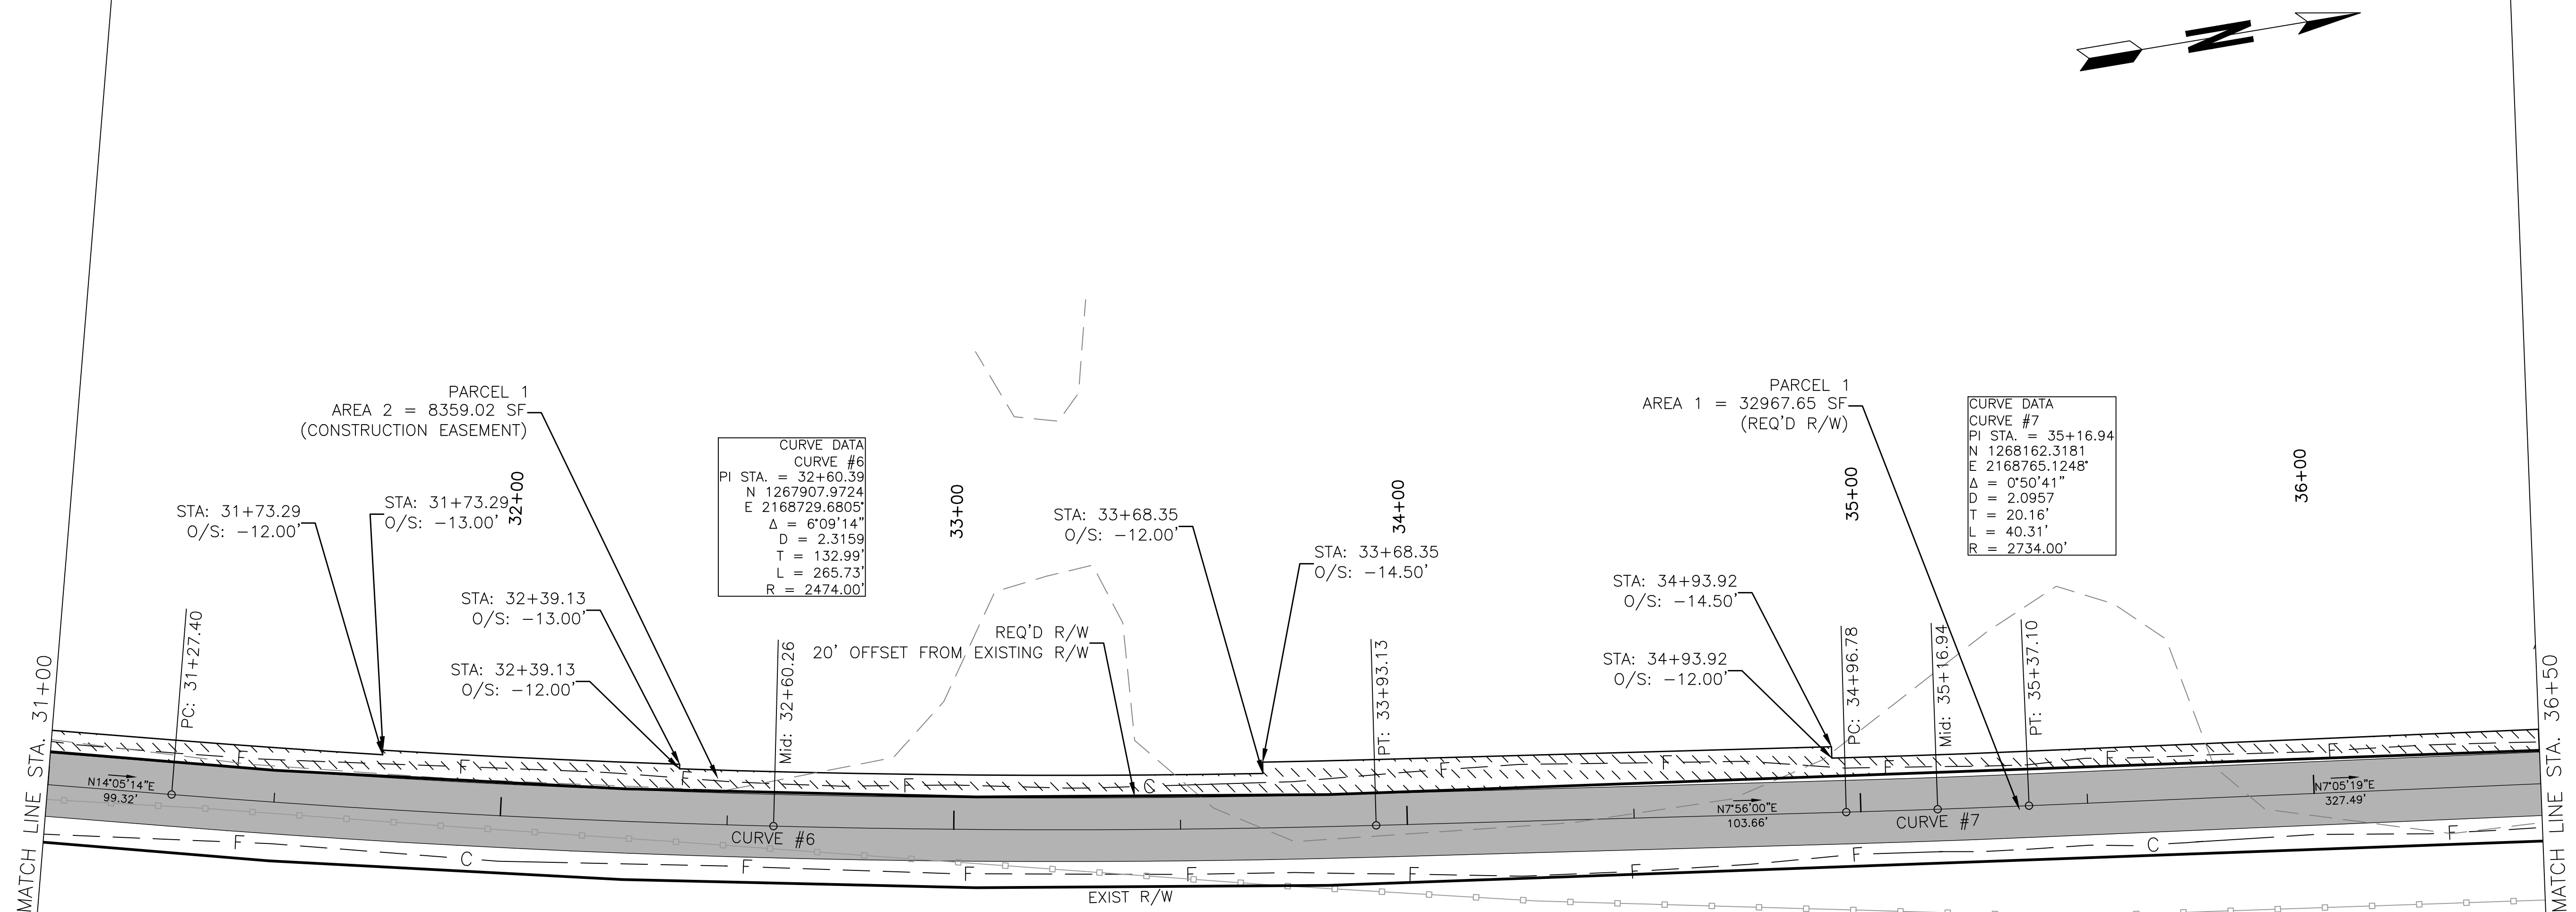 N
PARCEL 1
AREA 2 = 8359.02 SF
(CONSTRUCTION EASEMENT)
STA: 31+73.29
O/S: -12.00'
STA: 31+73.29
O/S: -13.00'
32+00
STA: 32+39.13
O/S: -13.00'
STA: 32+39.13
O/S: -12.00'
CURVE DATA
CURVE #6
PI STA. = 32+60.39
N 1267907.9724
E 2168729.6805°
Δ = 6°09'14"
D = 2.3159
T = 132.99'
L = 265.73'
R = 2474.00'
33+00
REQ'D R/W
20' OFFSET FROM EXISTING R/W
STA: 33+68.35
O/S: -12.00'
STA: 33+68.35
O/S: -14.50'
34+00
PARCEL 1
AREA 1 = 32967.65 SF
(REQ'D R/W)
STA: 34+93.92
O/S: -14.50'
STA: 34+93.92
O/S: -12.00'
35+00
CURVE DATA
CURVE #7
PI STA. = 35+16.94
N 1268162.3181
E 2168765.1248°
Δ = 0°50'41"
D = 2.0957
T = 20.16'
L = 40.31'
R = 2734.00'
36+00
MATCH LINE STA. 31+00
PC: 31+27.40
Mid: 32+60.26
PT: 33+93.13
PC: 34+96.78
Mid: 35+16.94
PT: 35+37.10
MATCH LINE STA. 36+50
F
F
F
F
C
F
F
F
F
F
N14°05'14"E
99.32'
CURVE #6
N7°56'00"E
103.66'
CURVE #7
N7°05'19"E
327.49'
F
C
F
F
F
F
F
F
C
F
EXIST R/W